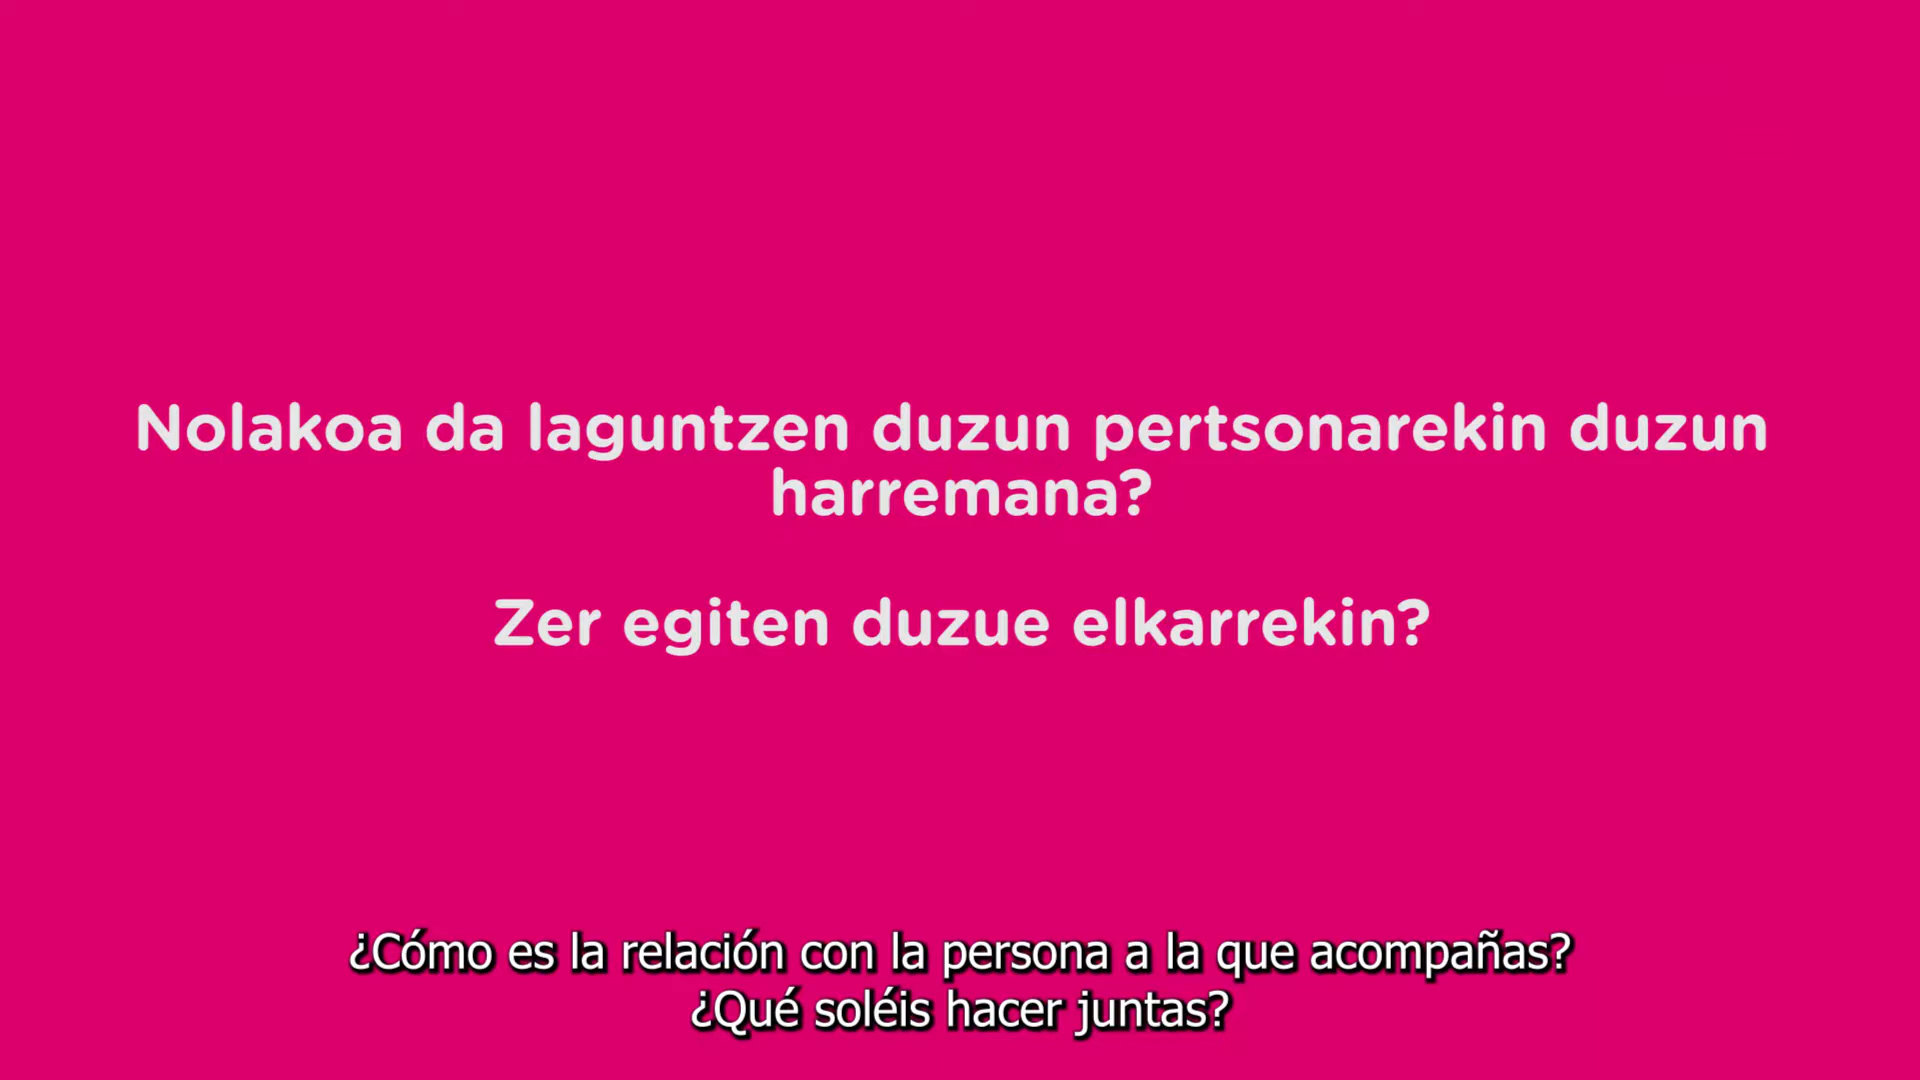 Nolakoa da laguntzen duzun pertsonarekin duzun
harremana?
Zer egiten duzue elkarrekin?
¿Cómo es la relación con la persona a la que acompañas?
¿Qué soléis hacer juntas?